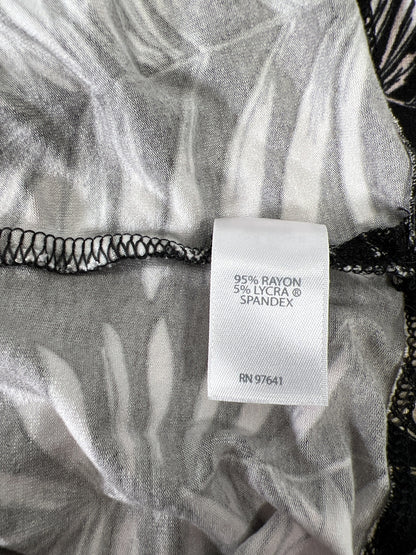 95% RAYON
5% LYCRA ®
SPANDEX
RN 97641